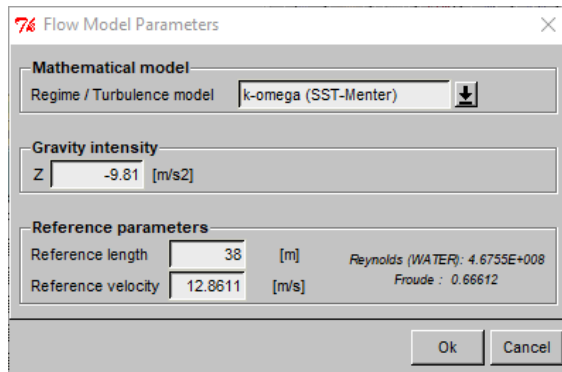 Flow Model Parameters
Mathematical model
Regime / Turbulence model k-omega (SST-Menter)
Gravity intensity
Z -9.81 [m/s2]
Reference parameters
Reference length 38 [m] Reynolds (WATER): 4.6755E+008
Reference velocity 12.8611 [m/s] Froude : 0.66612
Ok Cancel